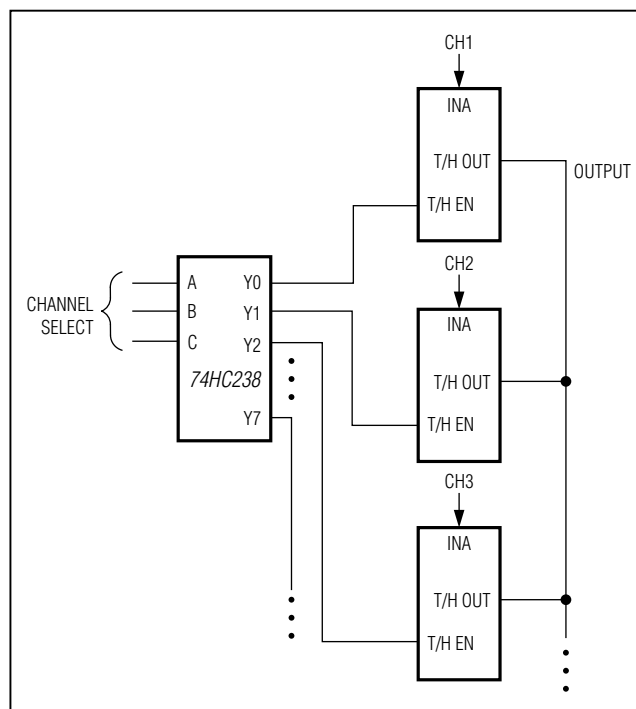 CH1
INA
T/H OUT
OUTPUT
T/H EN
CH2
INA
T/H OUT
T/H EN
CHANNEL
SELECT
A
B
C
Y0
Y1
Y2
Y7
74HC238
CH3
INA
T/H OUT
T/H EN